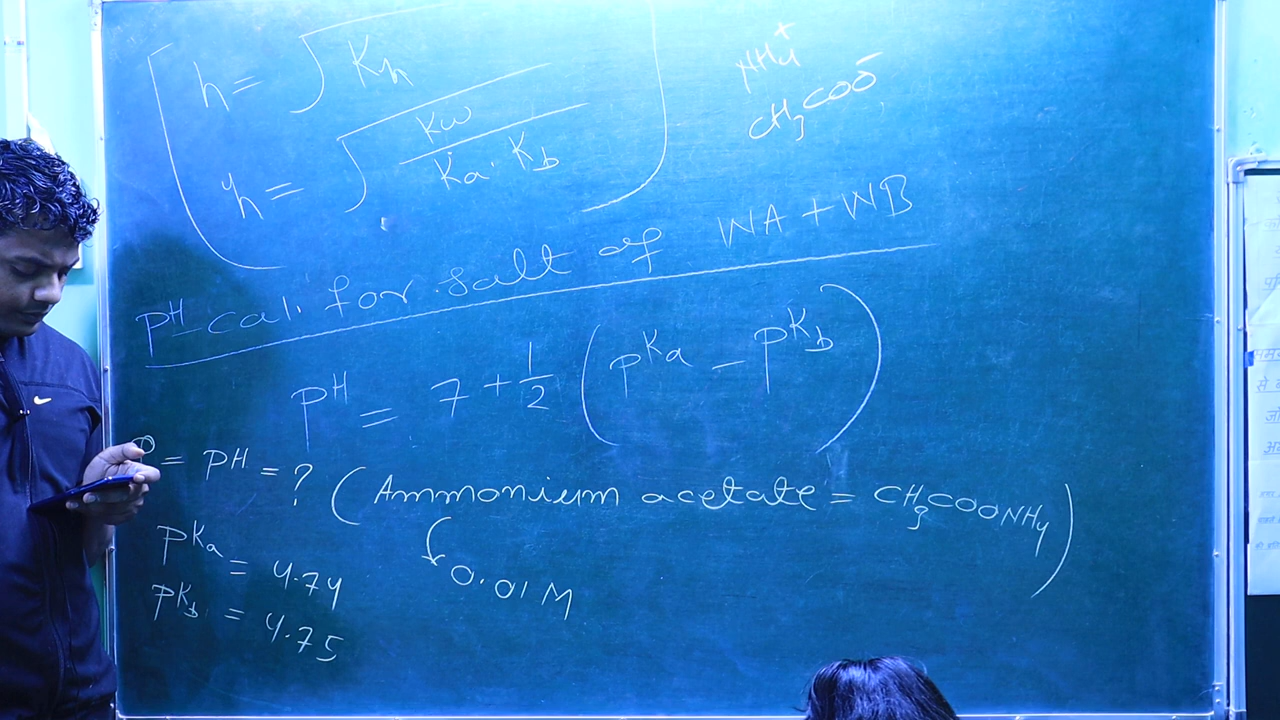 h = √Kh
h = √Kw/Ka.Kb
NH4+
CH3COO-
pH cal. for salt of WA + WB
pH = 7 + 1/2 (pKa - pKb)
= pH = ? (Ammonium acetate = CH3COONH4)
0.01 M
pKa = 4.74
pKb = 4.75